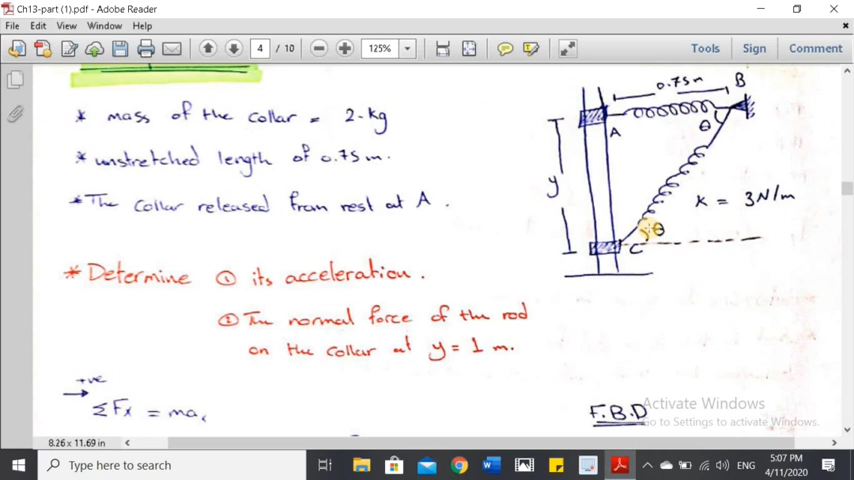 Ch13-part (1).pdf - Adobe Reader
File Edit View Window Help
4 / 10
125%
Tools Sign Comment
* mass of the collar = 2-kg
* unstretched length of 0.75 m.
* The collar released from rest at A.
0.75m
B
A
θ
y
K = 3N/m
θ
C
* Determine ① its acceleration.
② The normal force of the rod
on the collar at y = 1 m.
+ve
ΣFx = max
F.B.D
Activate Windows
Go to Settings to activate Windows.
8.26 x 11.69 in
Type here to search
ENG
5:07 PM
4/11/2020